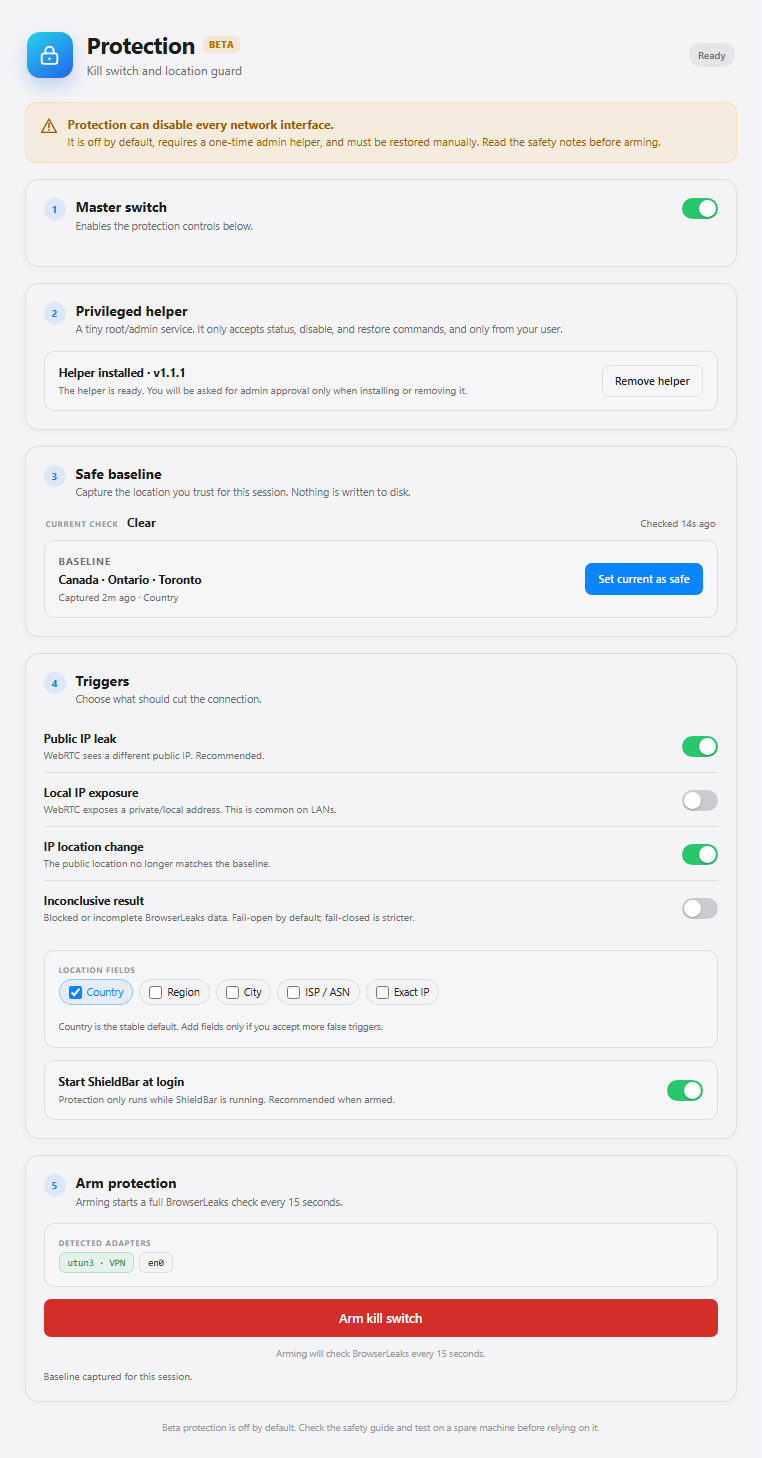 Protection BETA
Kill switch and location guard
Ready
Protection can disable every network interface.
It is off by default, requires a one-time admin helper, and must be restored manually. Read the safety notes before arming.
1 Master switch
Enables the protection controls below.
2 Privileged helper
A tiny root/admin service. It only accepts status, disable, and restore commands, and only from your user.
Helper installed · v1.1.1
The helper is ready. You will be asked for admin approval only when installing or removing it.
Remove helper
3 Safe baseline
Capture the location you trust for this session. Nothing is written to disk.
CURRENT CHECK Clear
Checked 14s ago
BASELINE
Canada · Ontario · Toronto
Captured 2m ago · Country
Set current as safe
4 Triggers
Choose what should cut the connection.
Public IP leak
WebRTC sees a different public IP. Recommended.
Local IP exposure
WebRTC exposes a private/local address. This is common on LANs.
IP location change
The public location no longer matches the baseline.
Inconclusive result
Blocked or incomplete BrowserLeaks data. Fail-open by default; fail-closed is stricter.
LOCATION FIELDS
Country Region City ISP / ASN Exact IP
Country is the stable default. Add fields only if you accept more false triggers.
Start ShieldBar at login
Protection only runs while ShieldBar is running. Recommended when armed.
5 Arm protection
Arming starts a full BrowserLeaks check every 15 seconds.
DETECTED ADAPTERS
utun3 · VPN en0
Arm kill switch
Arming will check BrowserLeaks every 15 seconds.
Baseline captured for this session.
Beta protection is off by default. Check the safety guide and test on a spare machine before relying on it.